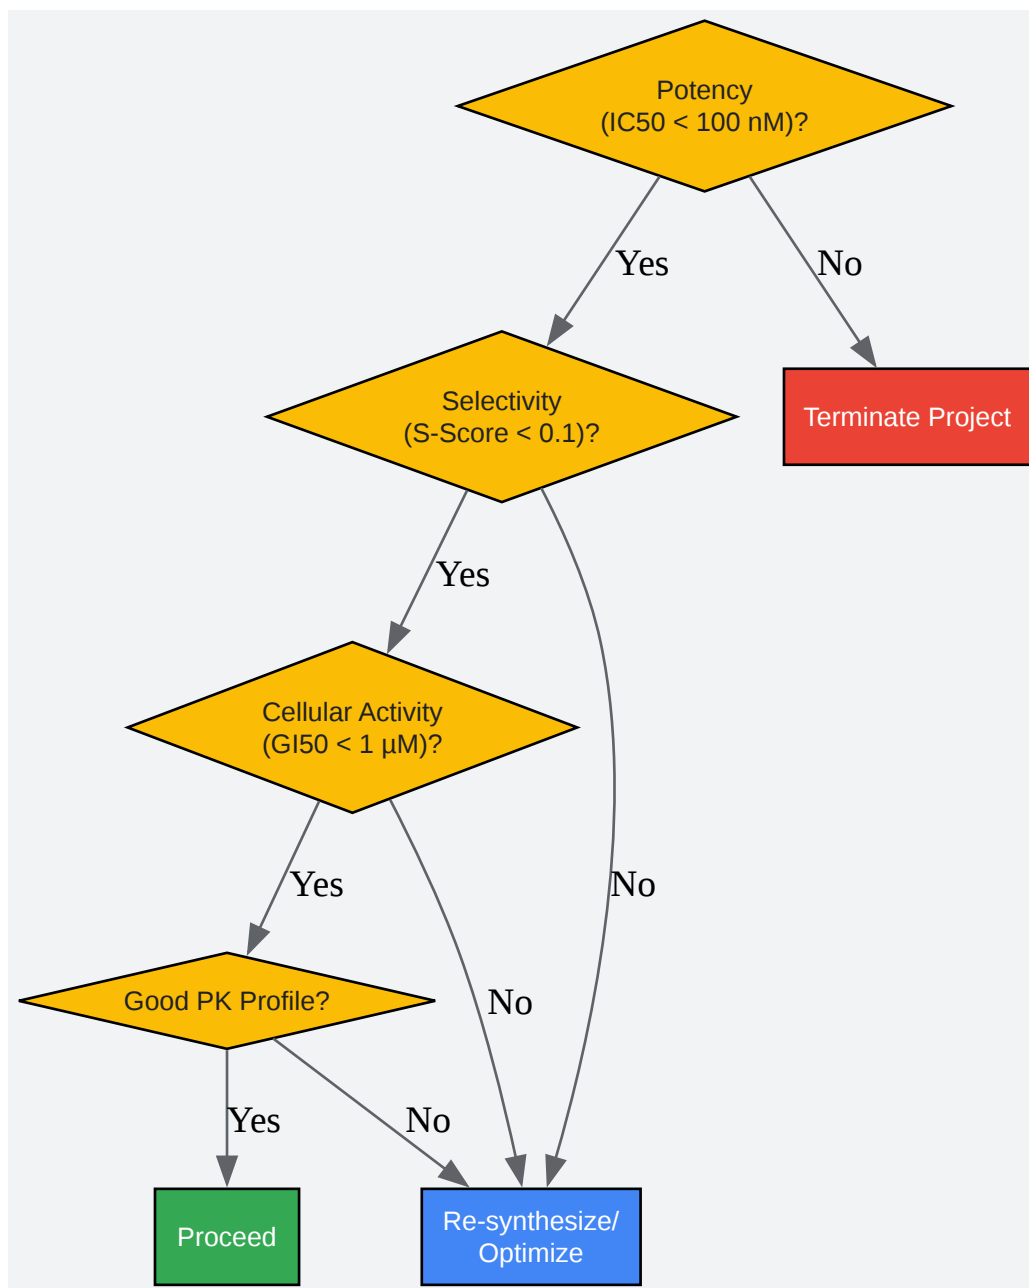 Potency
(IC50 < 100 nM)?
Yes
No
Selectivity
(S-Score < 0.1)?
Terminate Project
Yes
Cellular Activity
(GI50 < 1 µM)?
Yes
No
Good PK Profile?
No
Yes
No
Proceed
Re-synthesize/
Optimize